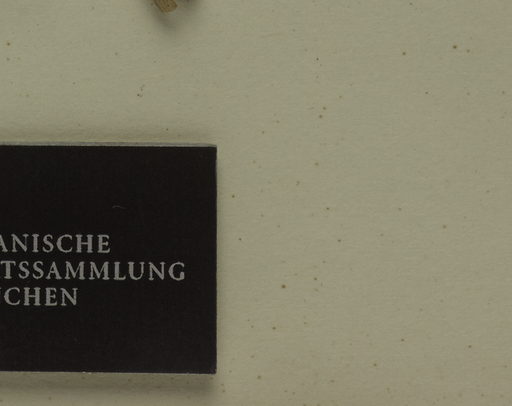 ANISCHE
TSSAMMLUNG
CHEN